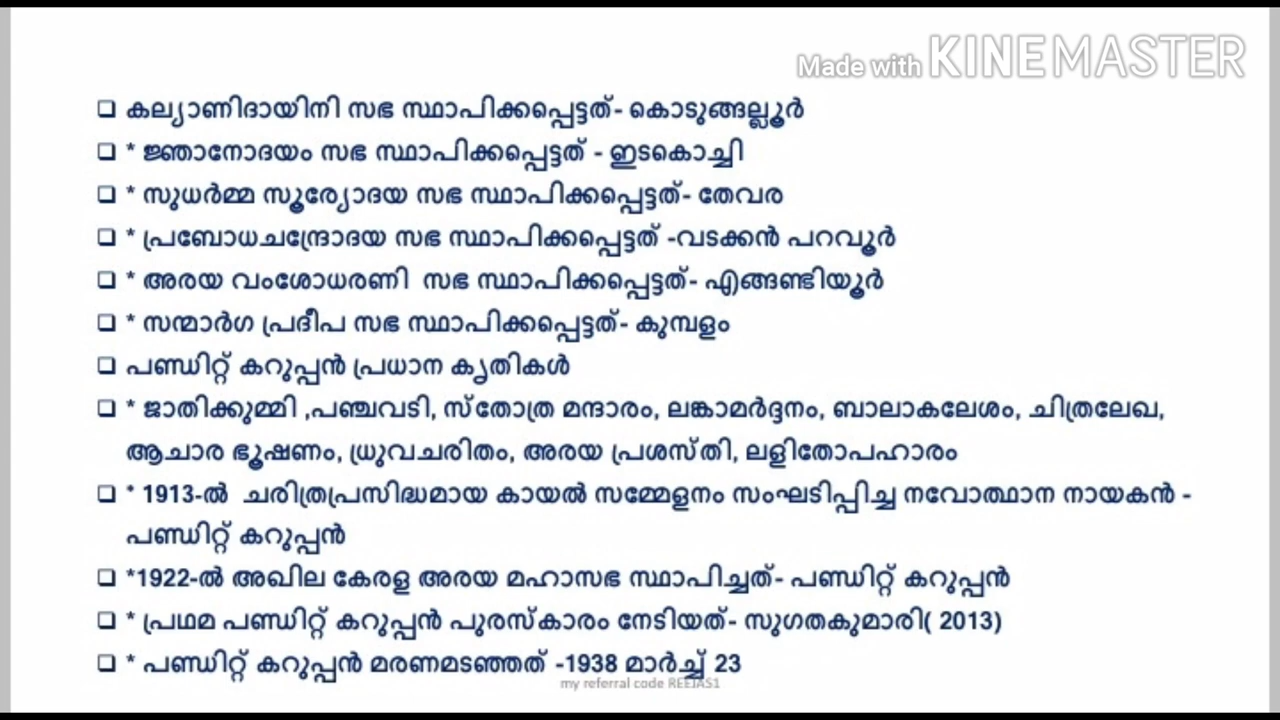 Made with KINEMASTER
❑ കല്യാണിദായിനി സഭ സ്ഥാപിക്കപ്പെട്ടത്- കൊടുങ്ങല്ലൂർ
❑ * ജ്ഞാനോദയം സഭ സ്ഥാപിക്കപ്പെട്ടത് - ഇടകൊച്ചി
❑ * സുധർമ്മ സൂര്യോദയ സഭ സ്ഥാപിക്കപ്പെട്ടത്- തേവര
❑ * പ്രബോധചന്ദ്രോദയ സഭ സ്ഥാപിക്കപ്പെട്ടത് -വടക്കൻ പറവൂർ
❑ * അരയ വംശോധരണി സഭ സ്ഥാപിക്കപ്പെട്ടത്- എങ്ങണ്ടിയൂർ
❑ * സന്മാർഗ പ്രദീപ സഭ സ്ഥാപിക്കപ്പെട്ടത്- കുമ്പളം
❑ പണ്ഡിറ്റ് കറുപ്പൻ പ്രധാന കൃതികൾ
❑ * ജാതിക്കുമ്മി ,പഞ്ചവടി, സ്തോത്ര മന്ദാരം, ലങ്കാമർദ്ദനം, ബാലാകലേശം, ചിത്രലേഖ,
ആചാര ഭൂഷണം, ധ്രുവചരിതം, അരയ പ്രശസ്തി, ലളിതോപഹാരം
❑ * 1913-ൽ ചരിത്രപ്രസിദ്ധമായ കായൽ സമ്മേളനം സംഘടിപ്പിച്ച നവോത്ഥാന നായകൻ -
പണ്ഡിറ്റ് കറുപ്പൻ
❑ *1922-ൽ അഖില കേരള അരയ മഹാസഭ സ്ഥാപിച്ചത്- പണ്ഡിറ്റ് കറുപ്പൻ
❑ * പ്രഥമ പണ്ഡിറ്റ് കറുപ്പൻ പുരസ്കാരം നേടിയത്- സുഗതകുമാരി( 2013)
❑ * പണ്ഡിറ്റ് കറുപ്പൻ മരണമടഞ്ഞത് -1938 മാർച്ച് 23
my referral code REEJAS1